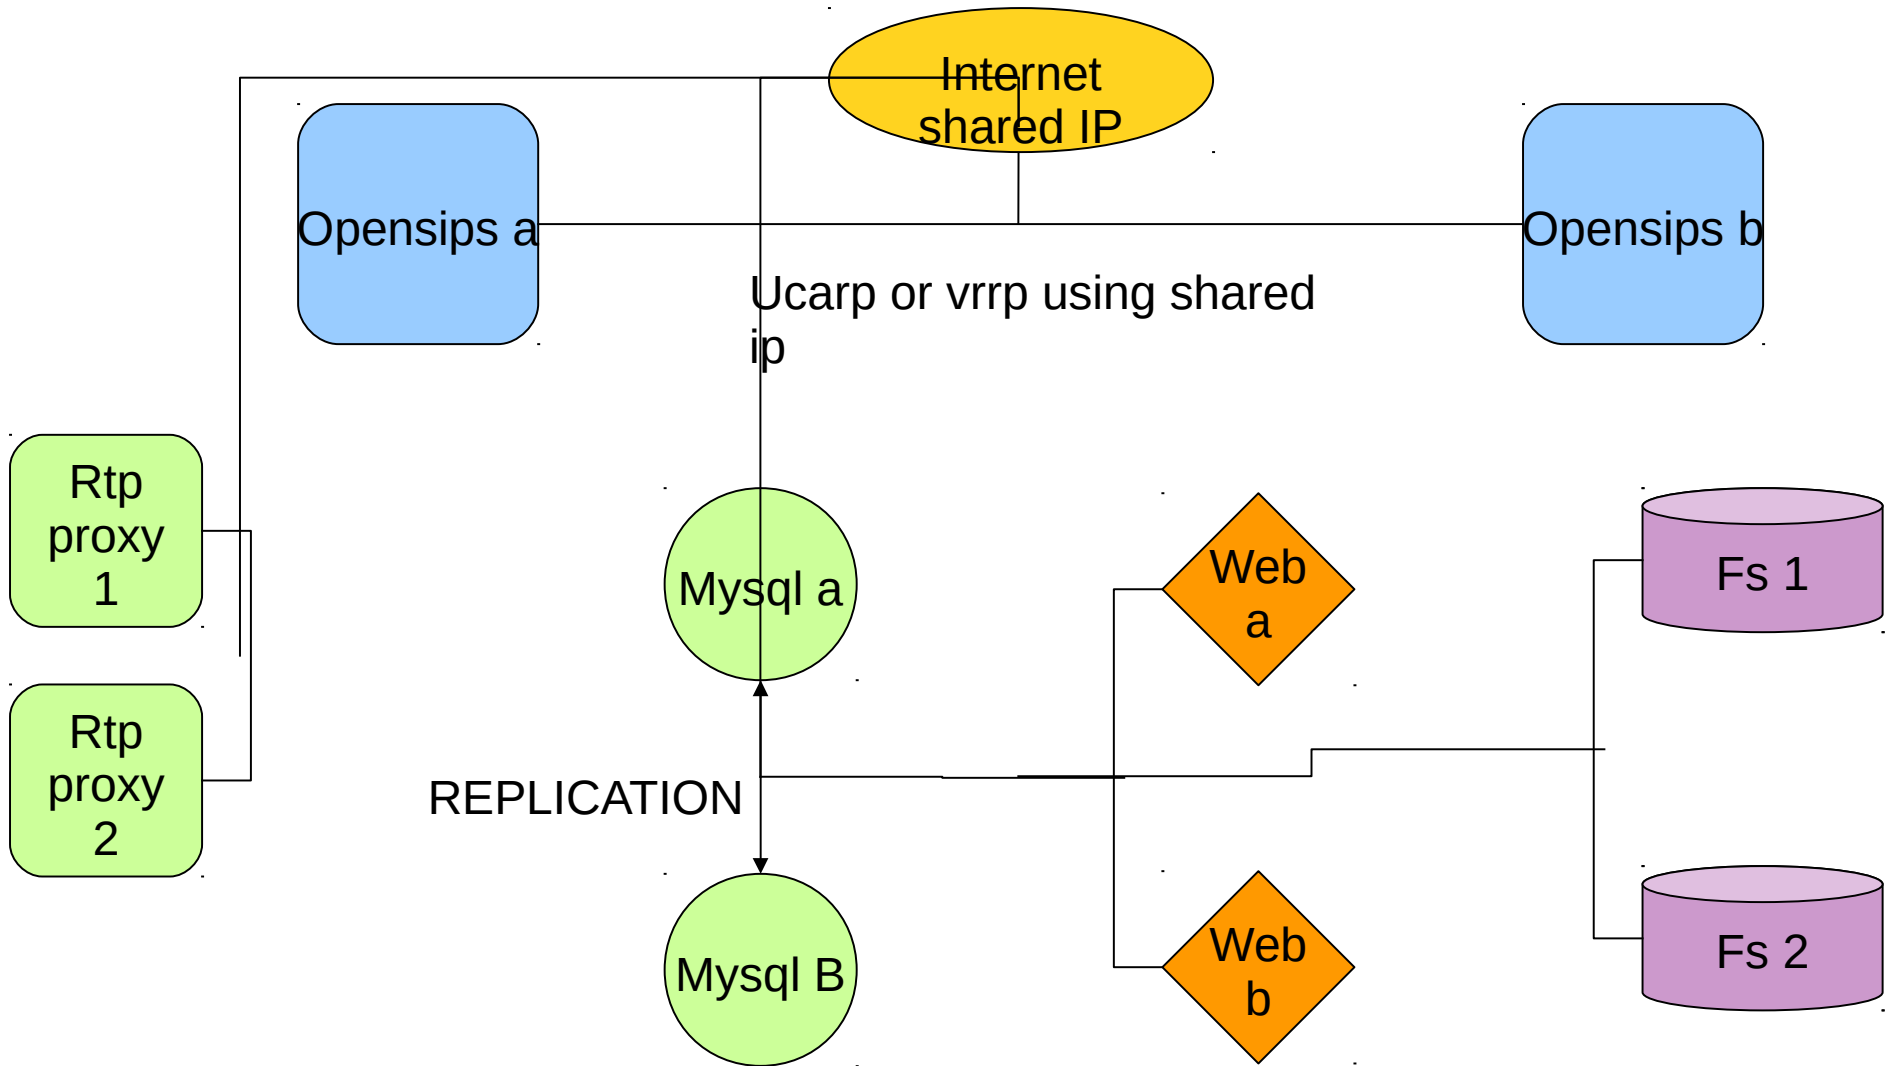 Internet
shared IP
Opensips a
Opensips b
Ucarp or vrrp using shared
ip
Rtp
proxy
1
Mysql a
Web
a
Fs 1
Rtp
proxy
2
REPLICATION
Mysql B
Web
b
Fs 2